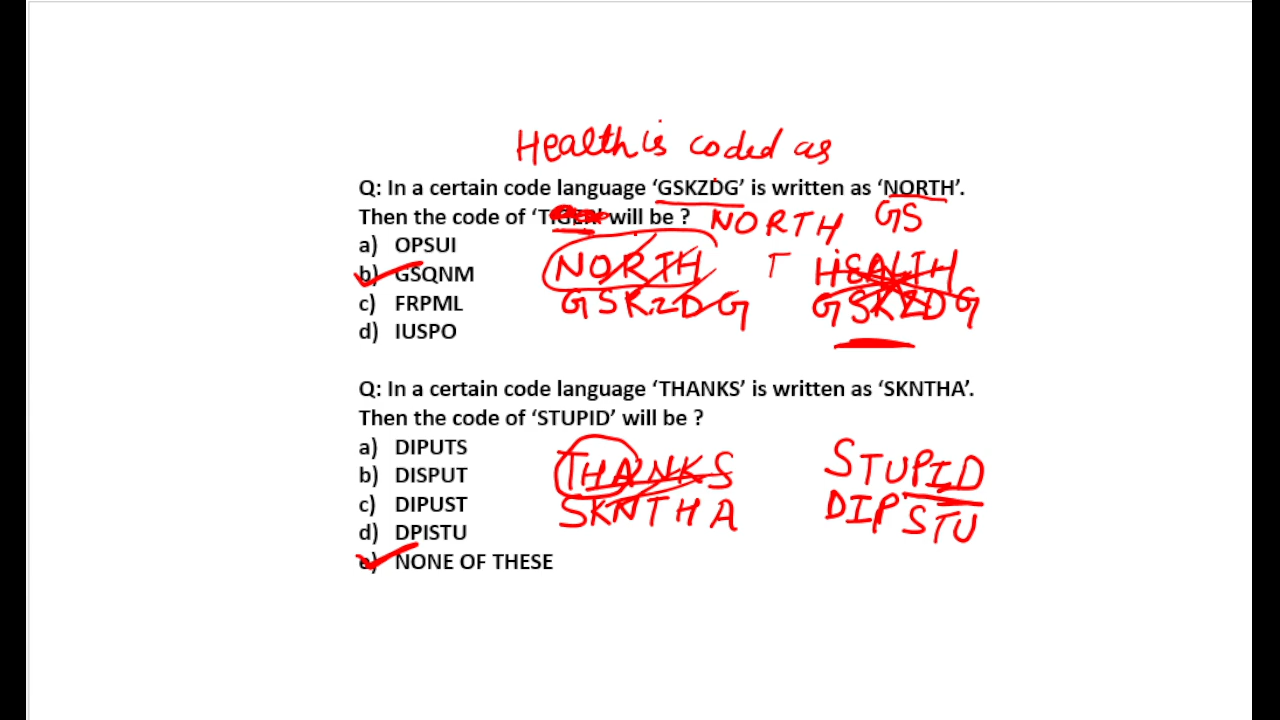 Health is coded as
Q: In a certain code language ‘GSKZDG’ is written as ‘NORTH’.
Then the code of ‘TIGER’ will be ?
NORTH GS
a) OPSUI
b) GSQNM
c) FRPML
d) IUSPO
NORTH
GSKZDG
HEALTH
GSKZDG
Q: In a certain code language ‘THANKS’ is written as ‘SKNTHA’.
Then the code of ‘STUPID’ will be ?
a) DIPUTS
b) DISPUT
c) DIPUST
d) DPISTU
e) NONE OF THESE
THANKS
SKNTHA
STUPID
DIPSTU